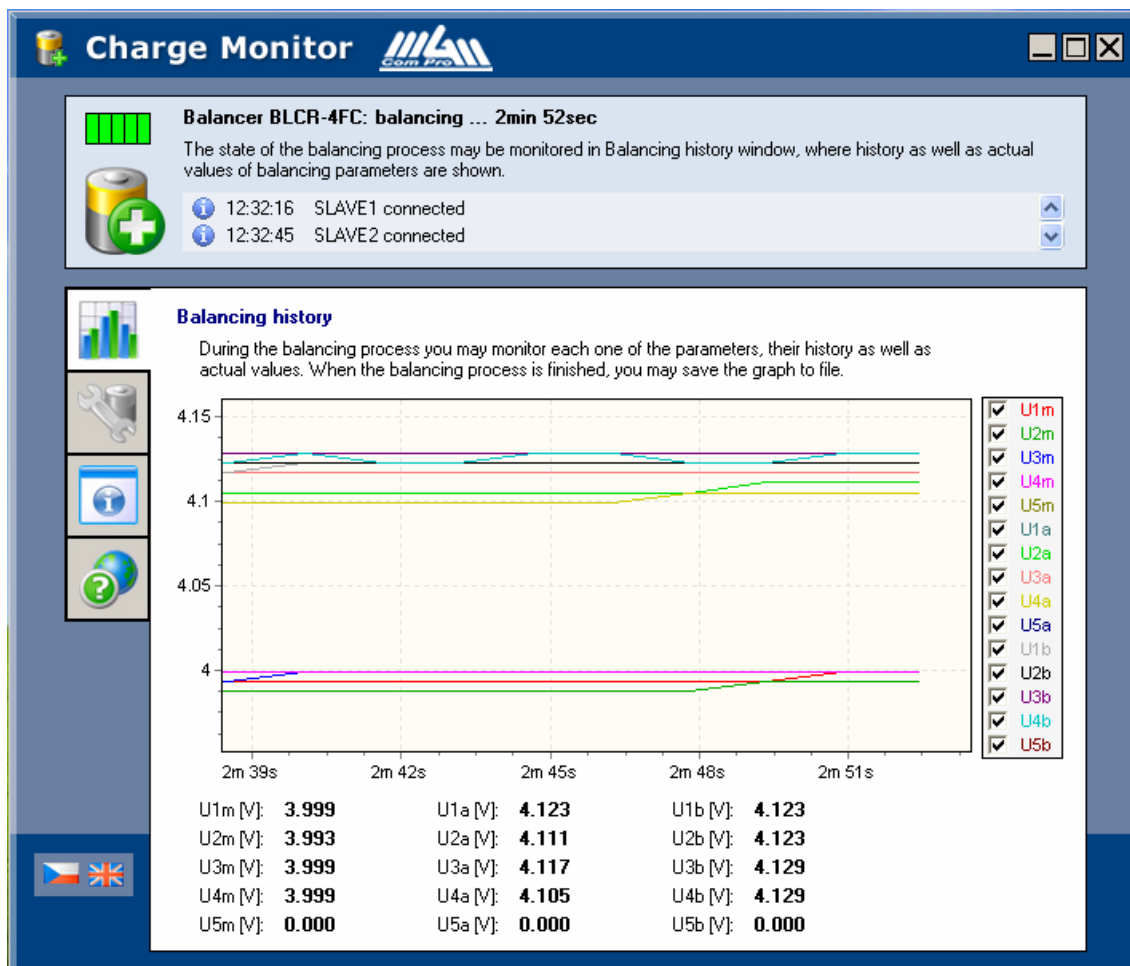 Charge Monitor
MGM
Com Pro
Balancer BLCR-4FC: balancing ... 2min 52sec
The state of the balancing process may be monitored in Balancing history window, where history as well as actual
values of balancing parameters are shown.
12:32:16 SLAVE1 connected
12:32:45 SLAVE2 connected
Balancing history
During the balancing process you may monitor each one of the parameters, their history as well as
actual values. When the balancing process is finished, you may save the graph to file.
4.15
4.1
4.05
4
2m 39s 2m 42s 2m 45s 2m 48s 2m 51s
U1m
U2m
U3m
U4m
U5m
U1a
U2a
U3a
U4a
U5a
U1b
U2b
U3b
U4b
U5b
U1m [V]: 3.999 U1a [V]: 4.123 U1b [V]: 4.123
U2m [V]: 3.993 U2a [V]: 4.111 U2b [V]: 4.123
U3m [V]: 3.999 U3a [V]: 4.117 U3b [V]: 4.129
U4m [V]: 3.999 U4a [V]: 4.105 U4b [V]: 4.129
U5m [V]: 0.000 U5a [V]: 0.000 U5b [V]: 0.000